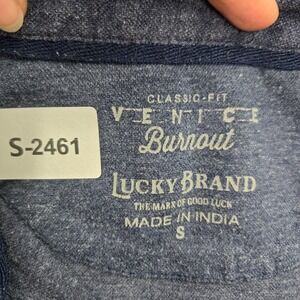 CLASSIC-FIT
VENICE
Burnout
S-2461
LUCKY BRAND
THE MARK OF GOOD LUCK
MADE IN INDIA
S